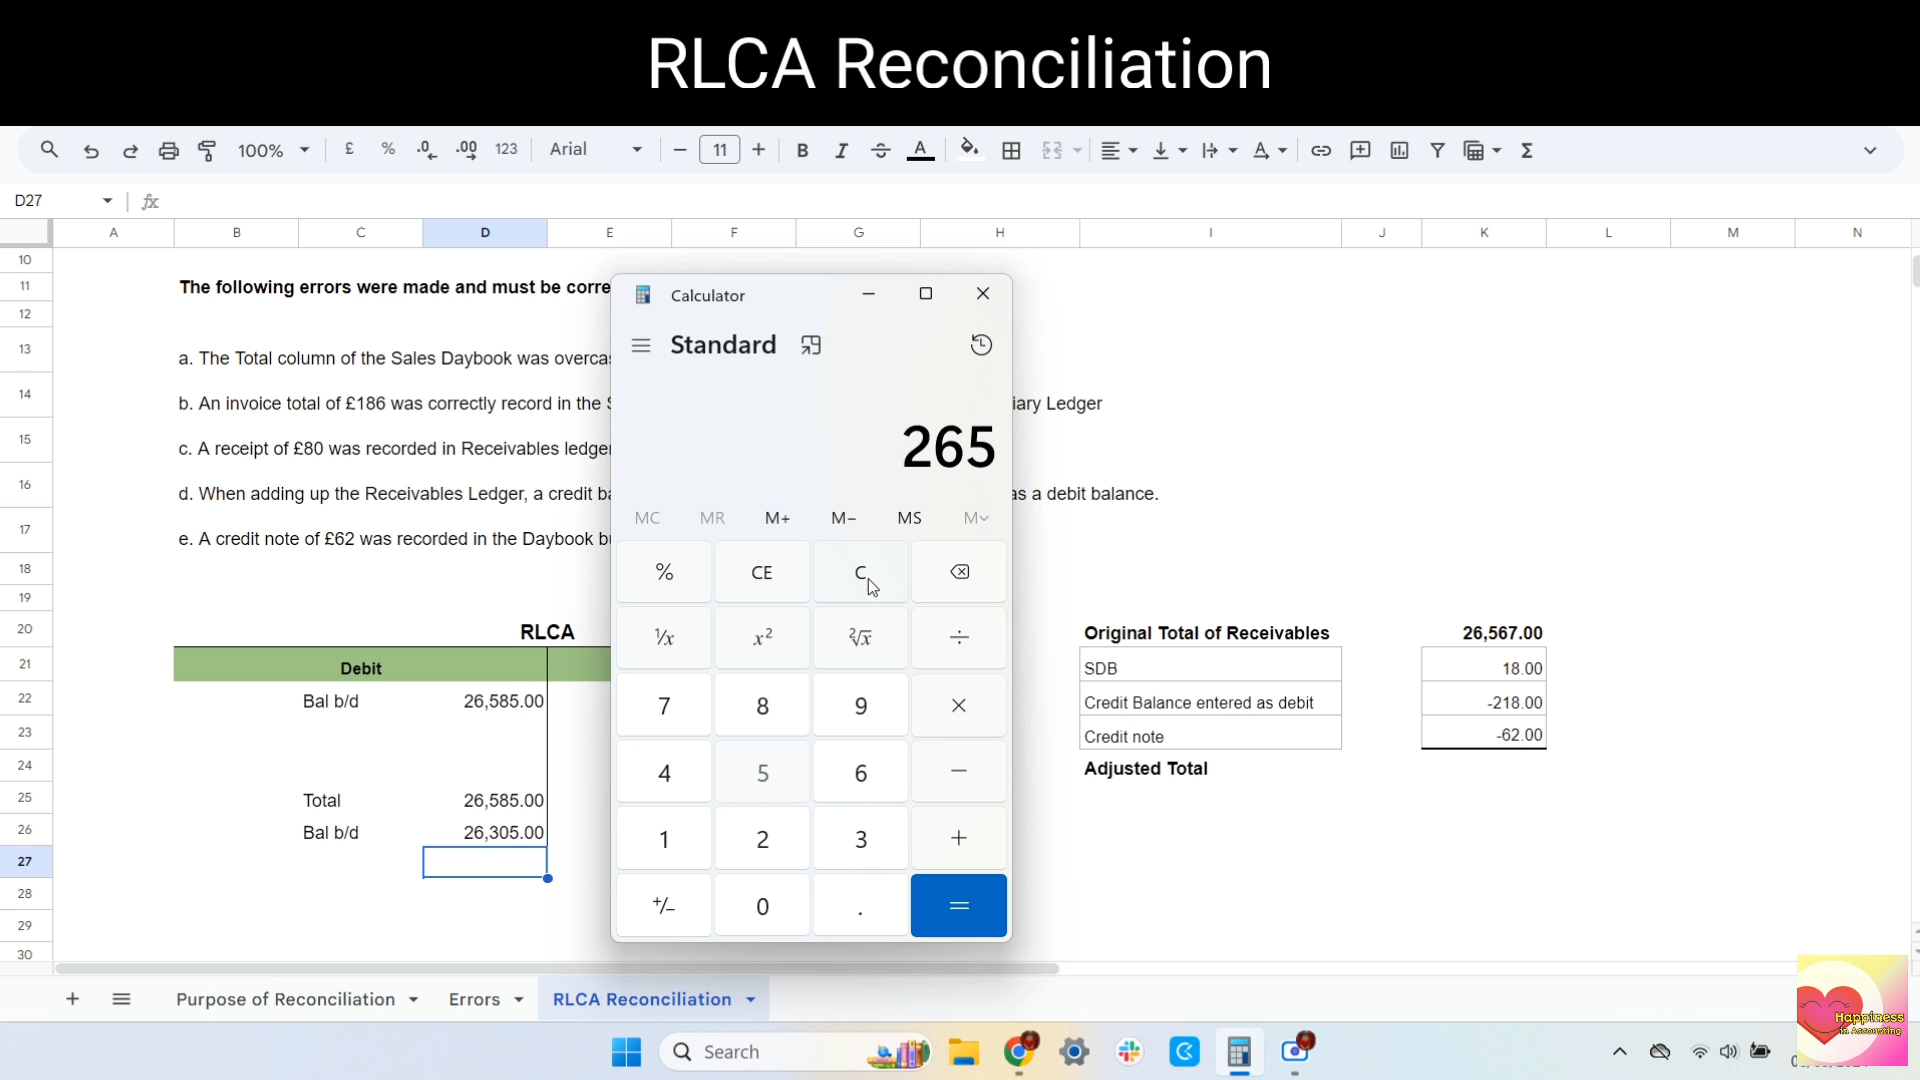 RLCA Reconciliation
100% £ % .0 .00 123 Arial 11 B I A
D27 fx
A B C D E F G H I J K L M N
10
11 The following errors were made and must be corre
12
13 a. The Total column of the Sales Daybook was overca
14 b. An invoice total of £186 was correctly record in the S iary Ledger
15 c. A receipt of £80 was recorded in Receivables ledger
16 d. When adding up the Receivables Ledger, a credit ba as a debit balance.
17 e. A credit note of £62 was recorded in the Daybook bu
18
19
20 RLCA Original Total of Receivables 26,567.00
21 Debit SDB 18.00
22 Bal b/d 26,585.00 Credit Balance entered as debit -218.00
23 Credit note -62.00
24 Adjusted Total
25 Total 26,585.00
26 Bal b/d 26,305.00
27
28
29
30
Calculator
Standard
265
MC MR M+ M− MS M
% CE C
⅟x x² ²√x ÷
7 8 9 ×
4 5 6 −
1 2 3 +
+/− 0 . =
Purpose of Reconciliation Errors RLCA Reconciliation
Search
Happiness
in Accounting